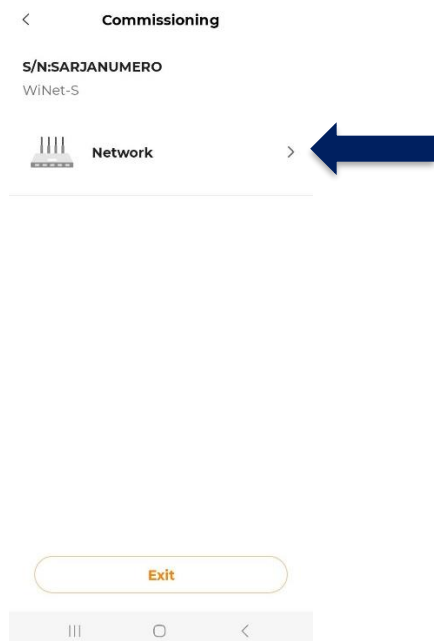 Commissioning
S/N:SARJANUMERO
WiNet-S
Network
Exit